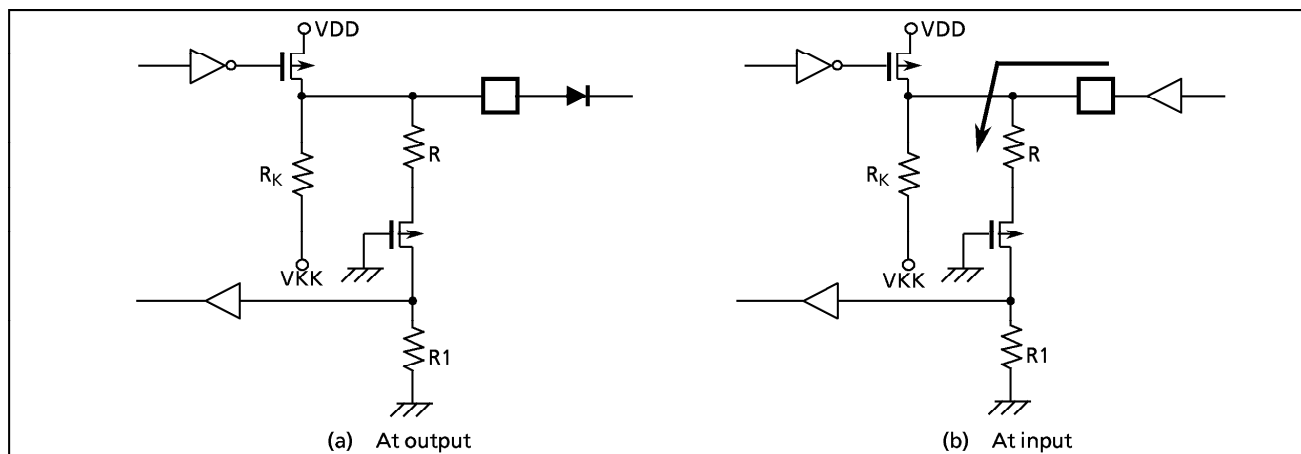 VDD
R
RK
VKK
R1
(a) At output
VDD
R
RK
VKK
R1
(b) At input